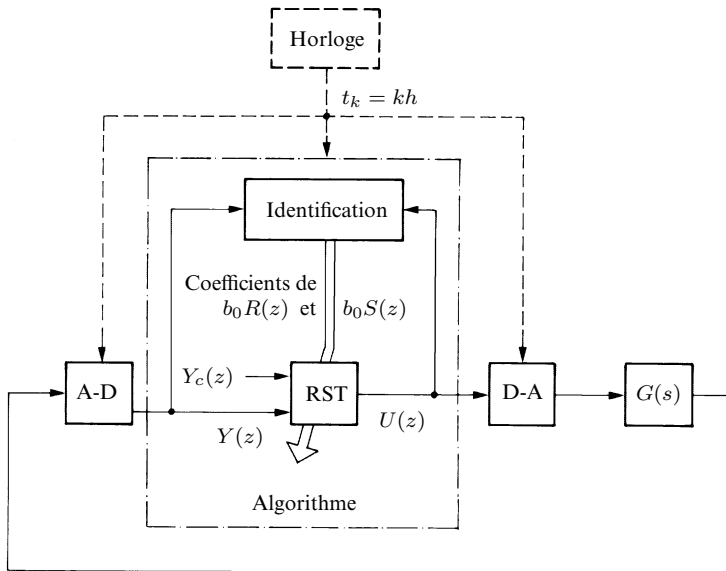 Horloge
$t_k = kh$
Identification
Coefficients de
$b_0R(z)$ et $b_0S(z)$
$Y_c(z)$
A-D
RST
D-A
$G(s)$
$Y(z)$
$U(z)$
Algorithme